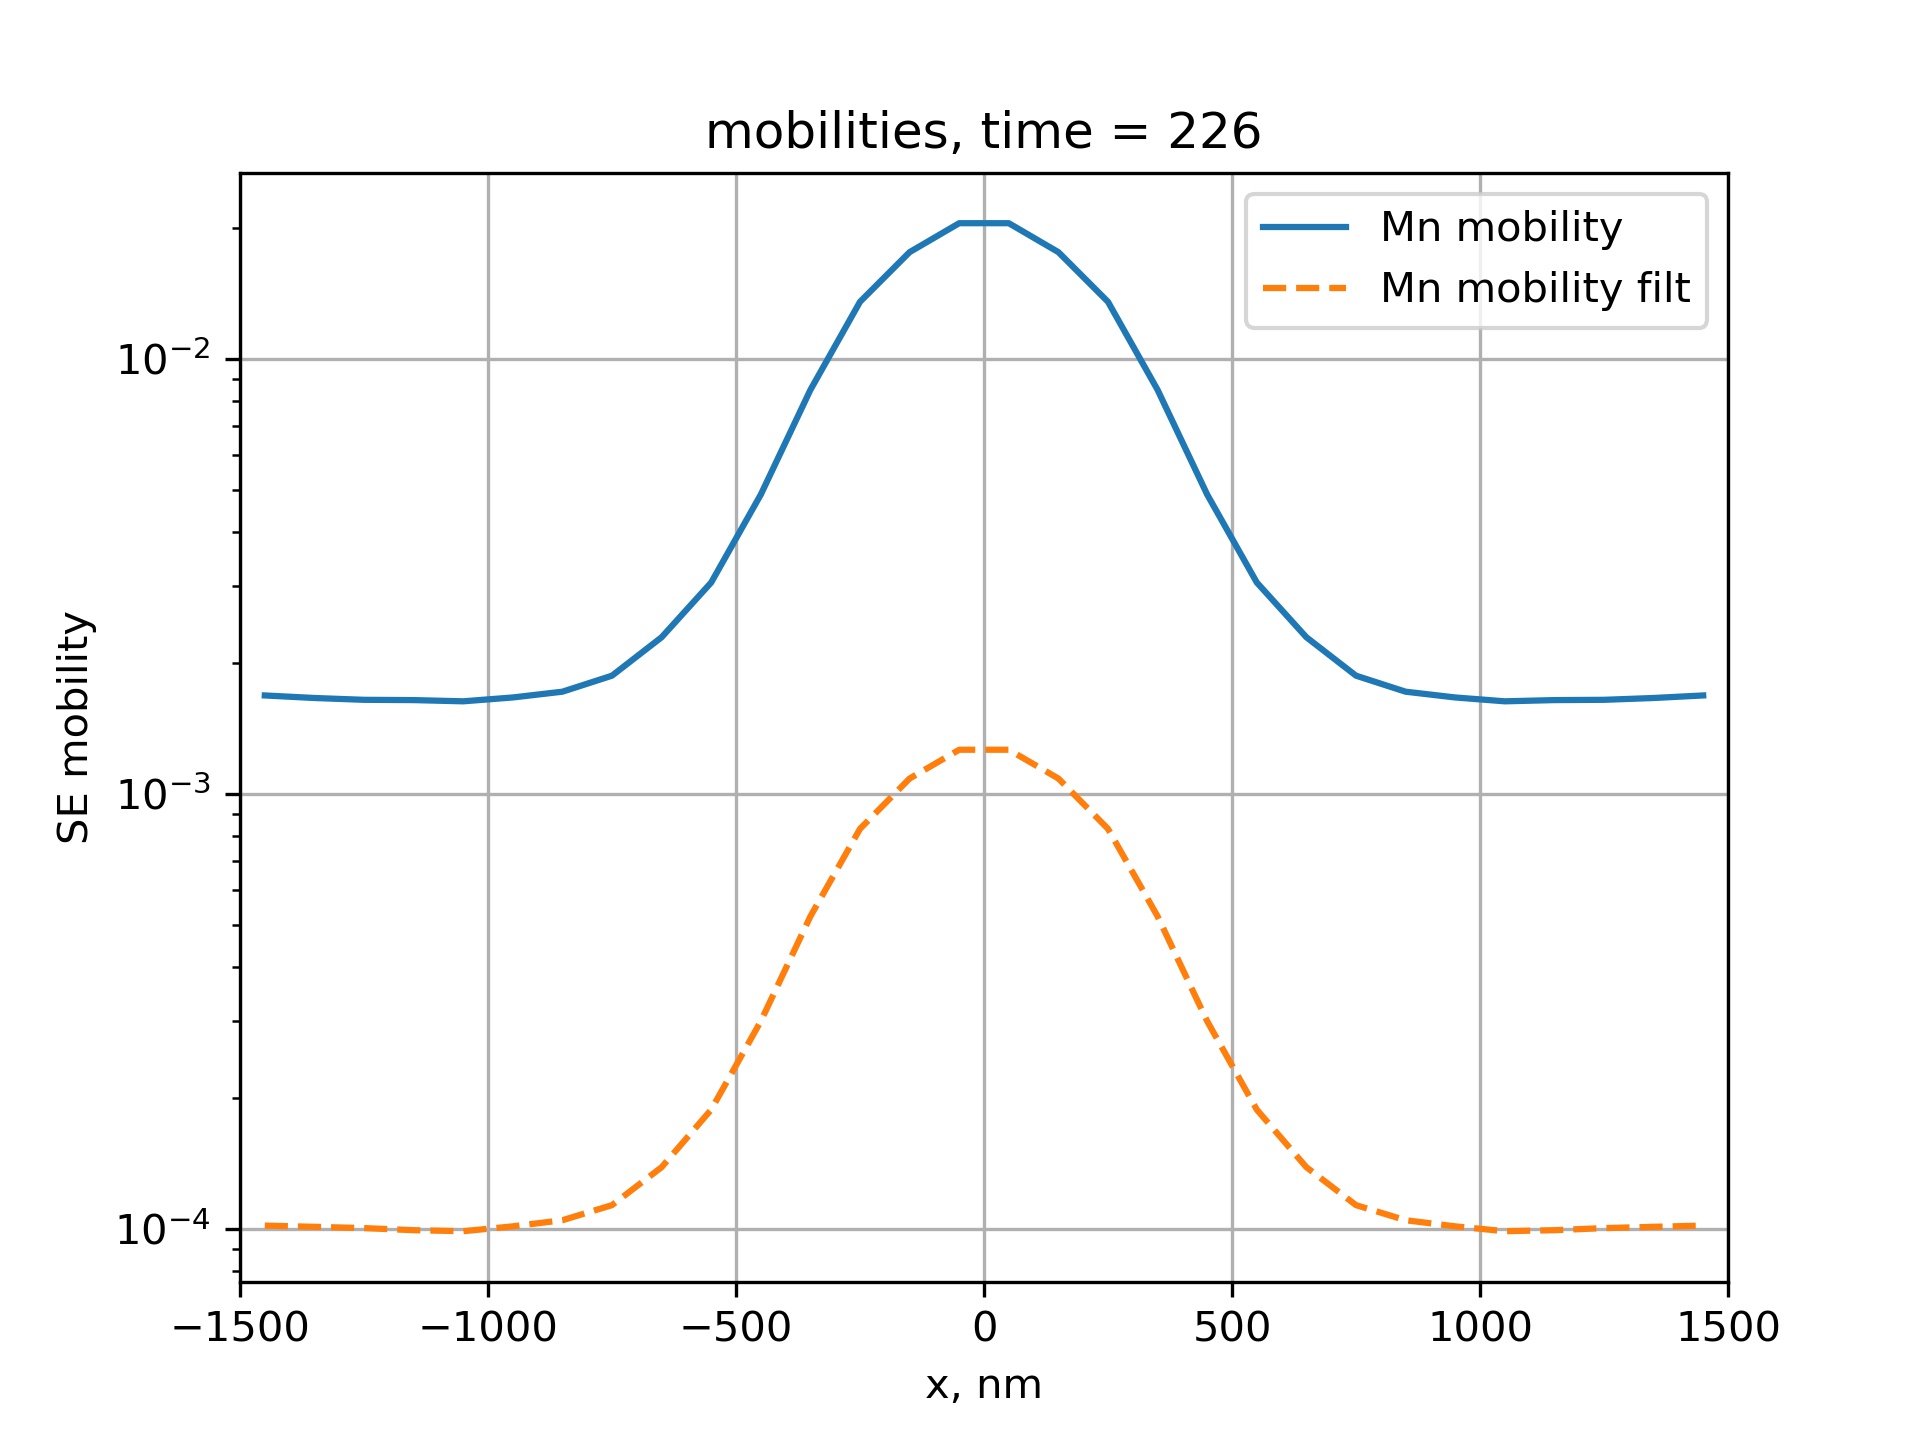 mobilities, time = 226
Mn mobility
Mn mobility filt
SE mobility
10⁻²
10⁻³
10⁻⁴
−1500 −1000 −500 0 500 1000 1500
x, nm